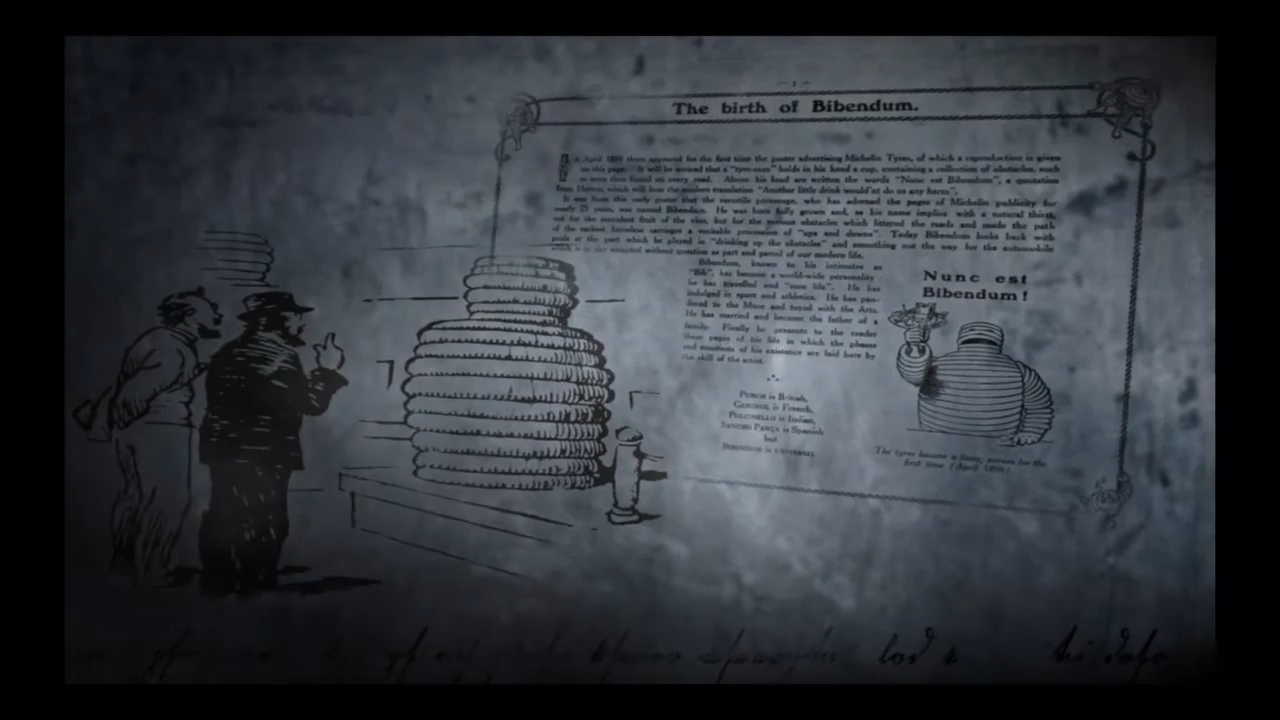 The birth of Bibendum.
In April 1898 there appeared for the first time the poster advertising Michelin Tyres, of which a reproduction is given
on this page. It will be noticed that a "tyre-man" holds in his hand a cup, containing a collection of obstacles, such
as were then found on every road. Above his head are written the words "Nunc est Bibendum", a quotation
from Horace, which will bear the modern translation "Another little drink would'nt do us any harm".
It was from this early poster that the versatile personage, who has adorned the pages of Michelin publicity for
nearly 25 years, was named Bibendum. He was born fully grown and, as his name implies with a natural thirst,
not for the succulent fruit of the vine, but for the various obstacles which littered the roads and made the path
of the earliest horseless carriages a veritable procession of "ups and downs". Today Bibendum looks back with
pride at the part which he played in "drinking up the obstacles" and smoothing out the way for the automobile
which is to-day accepted without question as part and parcel of our modern life.
Bibendum, known to his intimates as
"Bib", has become a world-wide personality
he has travelled and "seen life". He has
indulged in sport and athletics. He has
to the Muse and toyed with the Arts.
He has married and become the father of a
family. Finally he presents to the reader
these pages of his life in which the phases
and of his existence are laid bare by
the skill of the artist.
Nunc est
Bibendum!
PUNCH is British,
GUIGNOL is French,
PULCINELLO is Italian,
SANCHO PANÇA is Spanish
but
BIBENDUM is UNIVERSAL
The tyres become a living person for the
first time (April 1898).